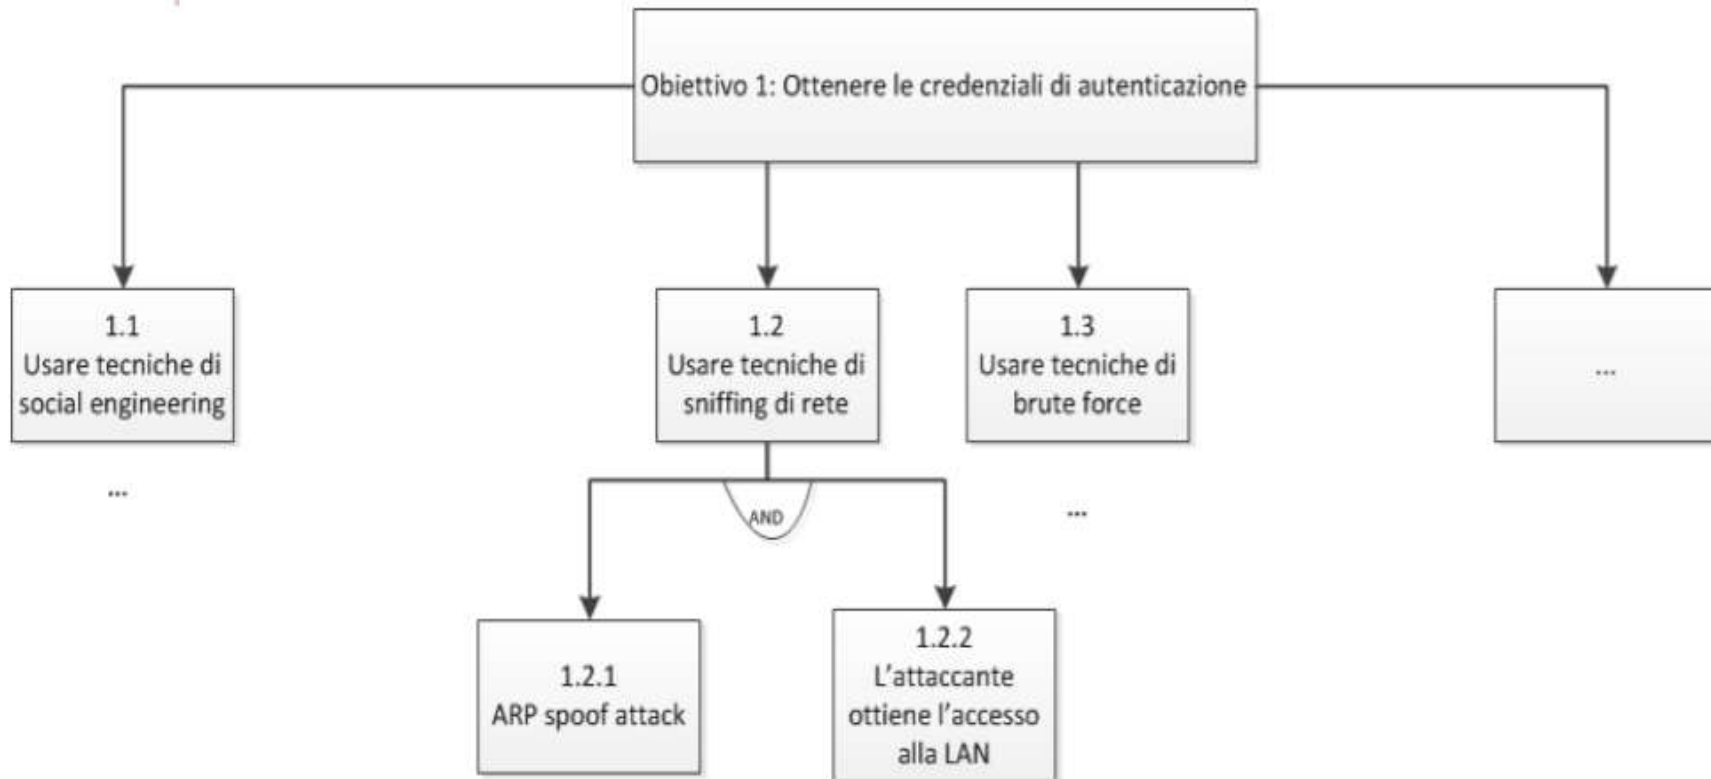 Obiettivo 1: Ottenere le credenziali di autenticazione
1.1
Usare tecniche di
social engineering
1.2
Usare tecniche di
sniffing di rete
1.3
Usare tecniche di
brute force
...
...
AND
...
1.2.1
ARP spoof attack
1.2.2
L'attaccante
ottiene l'accesso
alla LAN